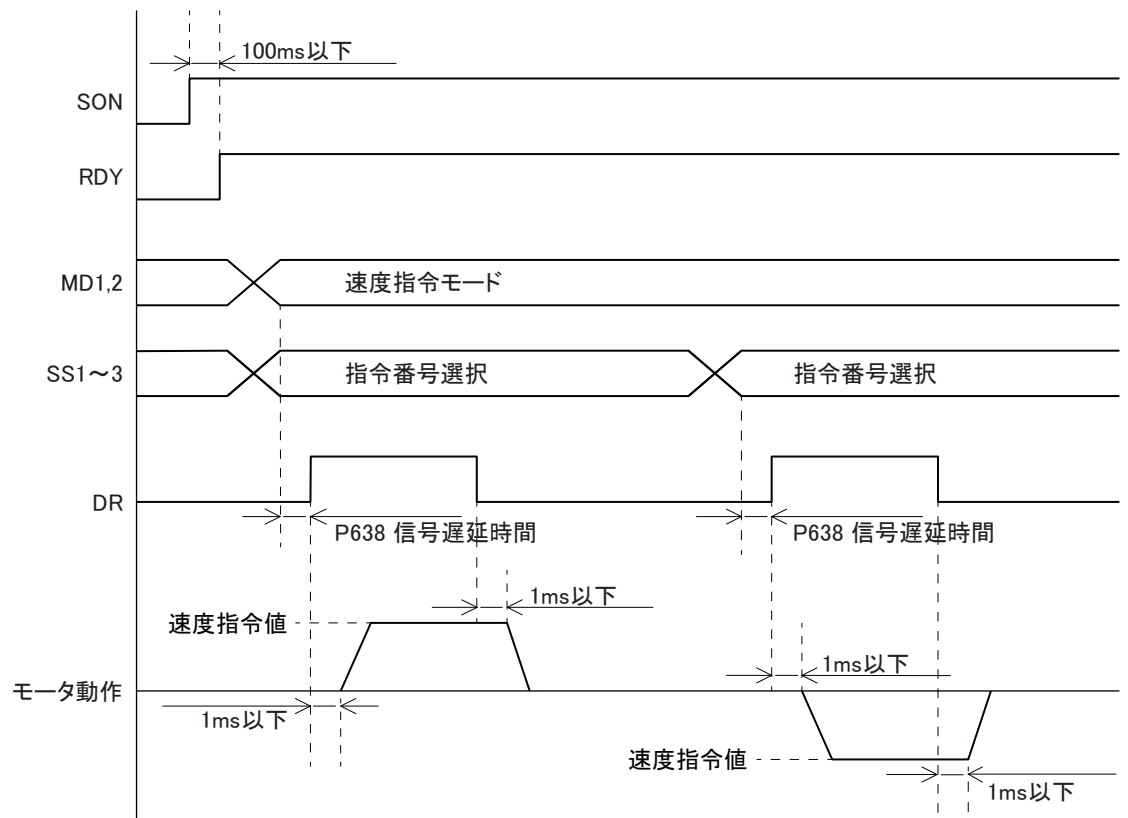 100ms以下
SON
RDY
MD1,2
速度指令モード
SS1～3
指令番号選択
指令番号選択
DR
P638 信号遅延時間
P638 信号遅延時間
1ms以下
速度指令値
1ms以下
モータ動作
1ms以下
速度指令値
1ms以下